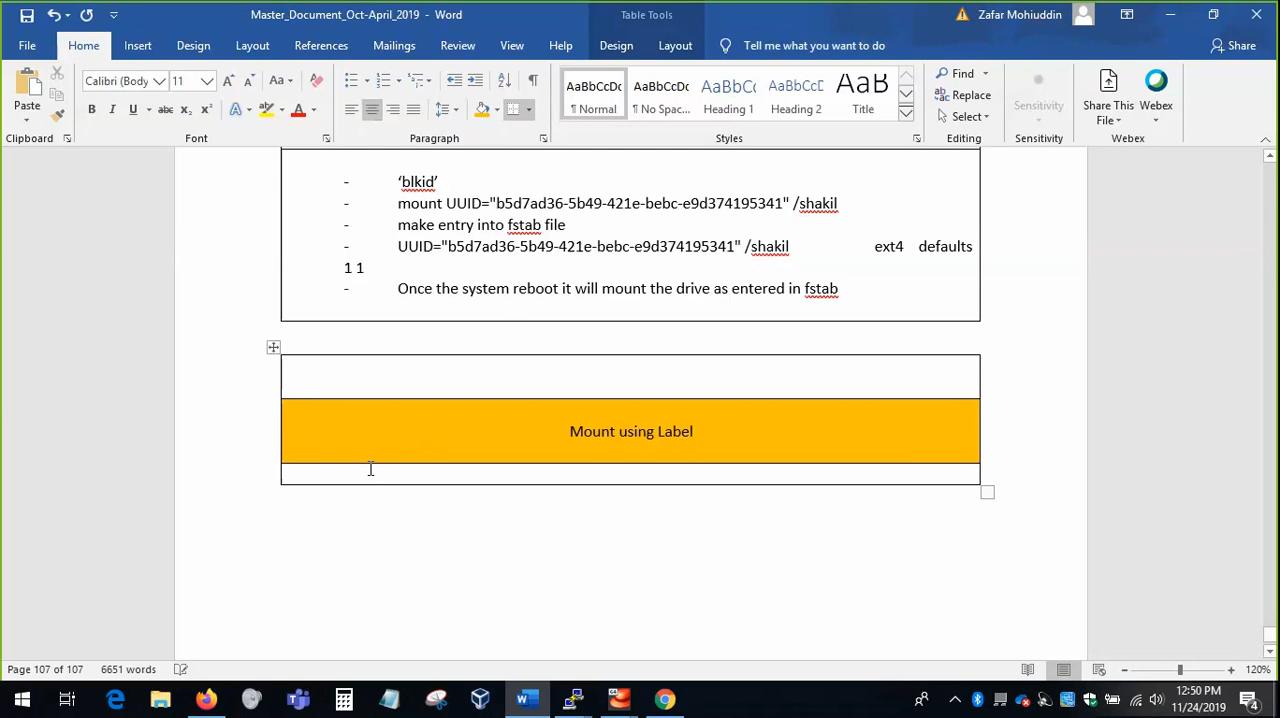 Master_Document_Oct-April_2019 - Word
Table Tools
Zafar Mohiuddin
File Home Insert Design Layout References Mailings Review View Help Design Layout Tell me what you want to do Share
Paste
Clipboard
Calibri (Body 11
Font
Paragraph
AaBbCcDc AaBbCcDc AaBbCc AaBbCcD AaB
¶ Normal ¶ No Spac... Heading 1 Heading 2 Title
Styles
Find
Replace
Select
Editing
Sensitivity
Sensitivity
Share This File
Webex
Webex
- ‘blkid’
- mount UUID="b5d7ad36-5b49-421e-bebc-e9d374195341" /shakil
- make entry into fstab file
- UUID="b5d7ad36-5b49-421e-bebc-e9d374195341" /shakil ext4 defaults
1 1
- Once the system reboot it will mount the drive as entered in fstab
Mount using Label
Page 107 of 107 6651 words 120%
12:50 PM
11/24/2019
4